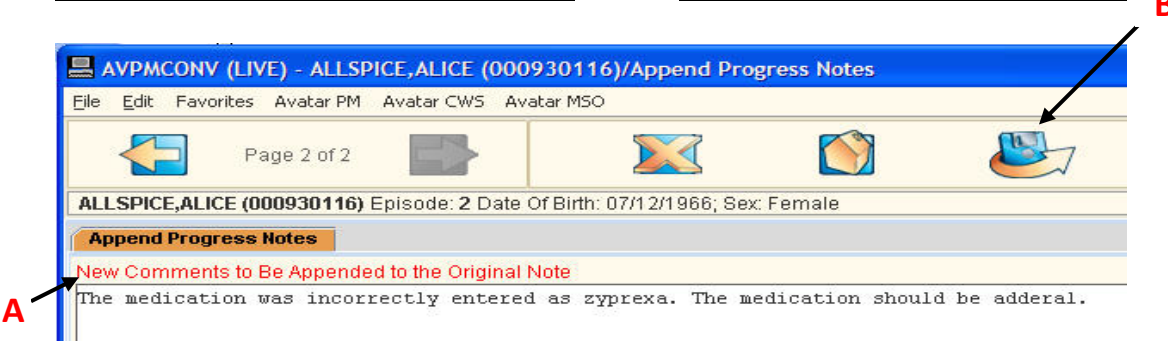 B
AVPMCONV (LIVE) - ALLSPICE,ALICE (000930116)/Append Progress Notes
File Edit Favorites Avatar PM Avatar CWS Avatar MSO
Page 2 of 2
ALLSPICE,ALICE (000930116) Episode: 2 Date Of Birth: 07/12/1966; Sex: Female
Append Progress Notes
New Comments to Be Appended to the Original Note
The medication was incorrectly entered as zyprexa. The medication should be adderal.
A